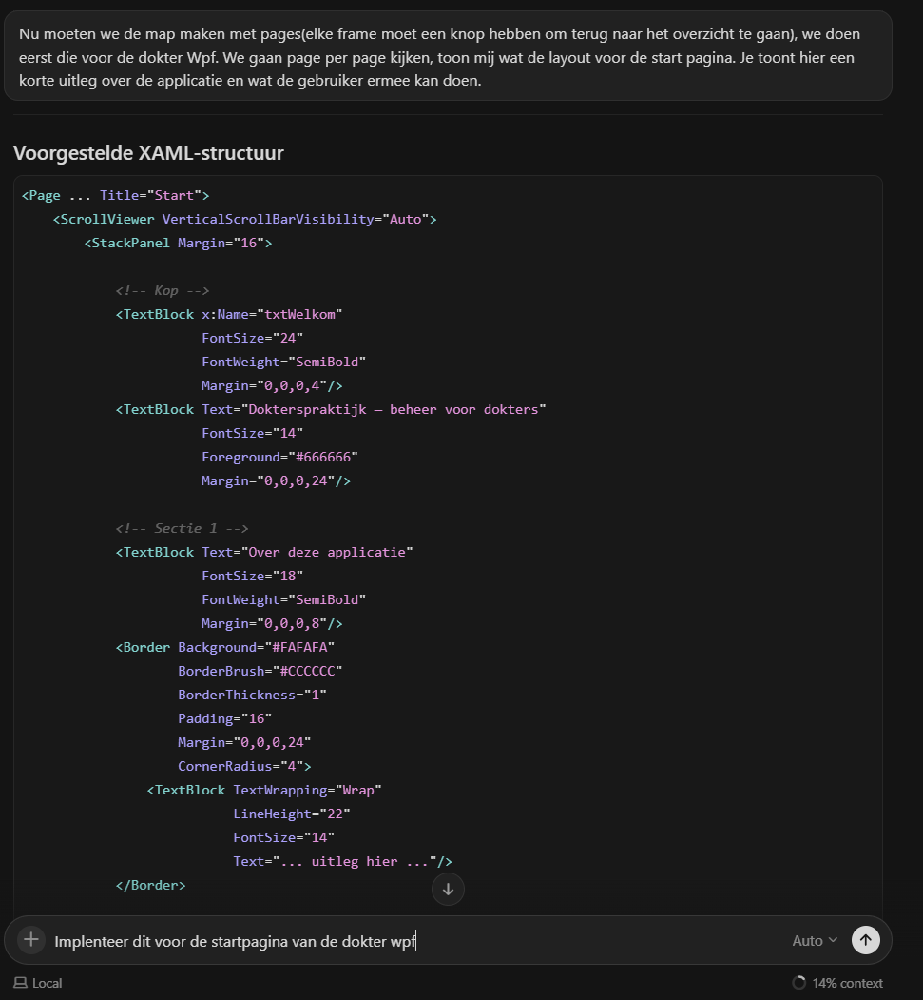 Nu moeten we de map maken met pages(elke frame moet een knop hebben om terug naar het overzicht te gaan), we doen
eerst die voor de dokter Wpf. We gaan page per page kijken, toon mij wat de layout voor de start pagina. Je toont hier een
korte uitleg over de applicatie en wat de gebruiker ermee kan doen.
Voorgestelde XAML-structuur
<Page ... Title="Start">
<ScrollViewer VerticalScrollBarVisibility="Auto">
<StackPanel Margin="16">
<!-- Kop -->
<TextBlock x:Name="txtWelkom"
FontSize="24"
FontWeight="SemiBold"
Margin="0,0,0,4"/>
<TextBlock Text="Dokterspraktijk — beheer voor dokters"
FontSize="14"
Foreground="#666666"
Margin="0,0,0,24"/>
<!-- Sectie 1 -->
<TextBlock Text="Over deze applicatie"
FontSize="18"
FontWeight="SemiBold"
Margin="0,0,0,8"/>
<Border Background="#FAFAFA"
BorderBrush="#CCCCCC"
BorderThickness="1"
Padding="16"
Margin="0,0,0,24"
CornerRadius="4">
<TextBlock TextWrapping="Wrap"
LineHeight="22"
FontSize="14"
Text="... uitleg hier ..."/>
</Border>
Implenteer dit voor de startpagina van de dokter wpf
Auto
Local
14% context